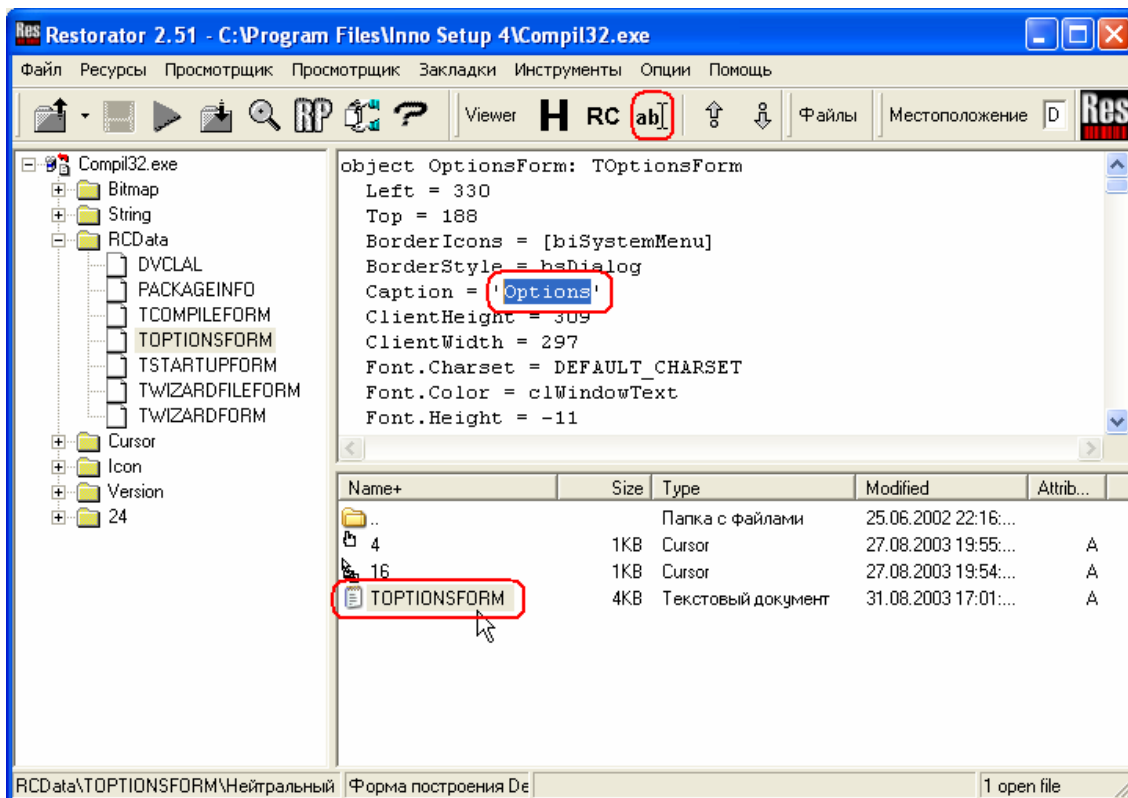 Res Restorator 2.51 - C:\Program Files\Inno Setup 4\Compil32.exe
Файл Ресурсы Просмотрщик Просмотрщик Закладки Инструменты Опции Помощь
RP ? Viewer H RC ab Файлы Местоположение D Res
Compil32.exe
Bitmap
String
RCData
DVCLAL
PACKAGEINFO
TCOMPILEFORM
TOPTIONSFORM
TSTARTUPFORM
TWIZARDFILEFORM
TWIZARDFORM
Cursor
Icon
Version
24
object OptionsForm: TOptionsForm
Left = 330
Top = 188
BorderIcons = [biSystemMenu]
BorderStyle = bsDialog
Caption = 'Options'
ClientHeight = 309
ClientWidth = 297
Font.Charset = DEFAULT_CHARSET
Font.Color = clWindowText
Font.Height = -11
Name+ Size Type Modified Attrib...
.. Папка с файлами 25.06.2002 22:16:...
4 1KB Cursor 27.08.2003 19:55:... A
16 1KB Cursor 27.08.2003 19:54:... A
TOPTIONSFORM 4KB Текстовый документ 31.08.2003 17:01:... A
RCData\TOPTIONSFORM\Нейтральный Форма построения De 1 open file